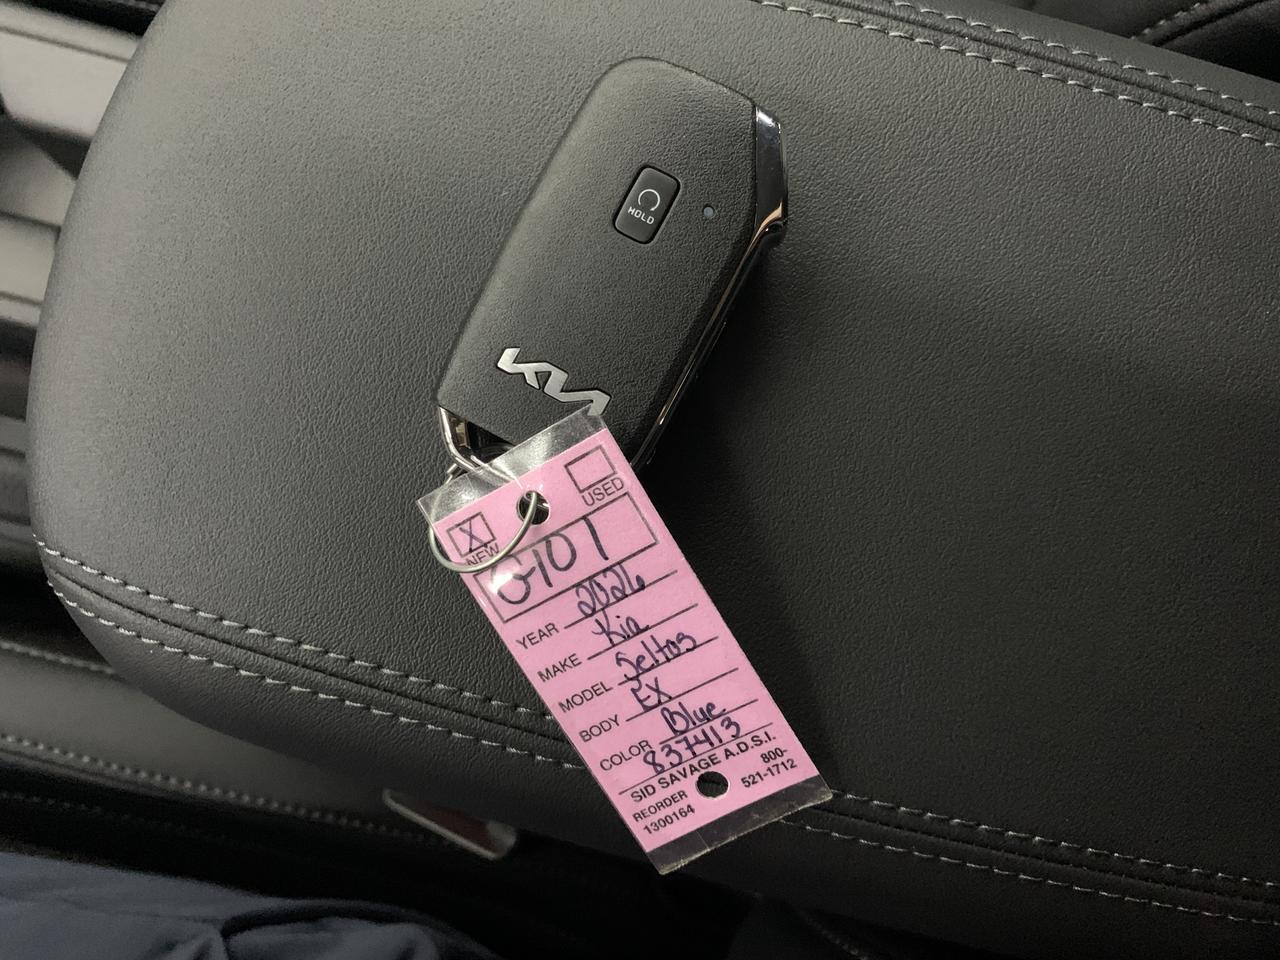 HOLD
KIA
USED
X
NEW
G101
YEAR 2026
MAKE Kia
MODEL Seltos
BODY EX
COLOR Blue
837413
SID SAVAGE A.D.S.I.
REORDER 800-
1300164 521-1712